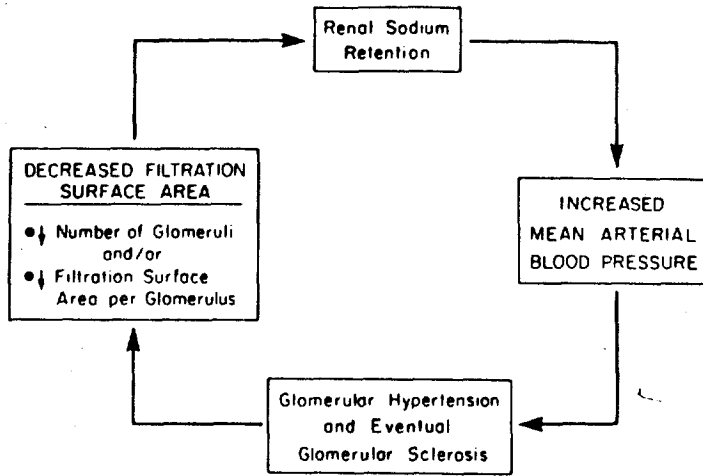 Renal Sodium
Retention
DECREASED FILTRATION
SURFACE AREA
•↓ Number of Glomeruli
and/or
•↓ Filtration Surface
Area per Glomerulus
INCREASED
MEAN ARTERIAL
BLOOD PRESSURE
Glomerular Hypertension
and Eventual
Glomerular Sclerosis